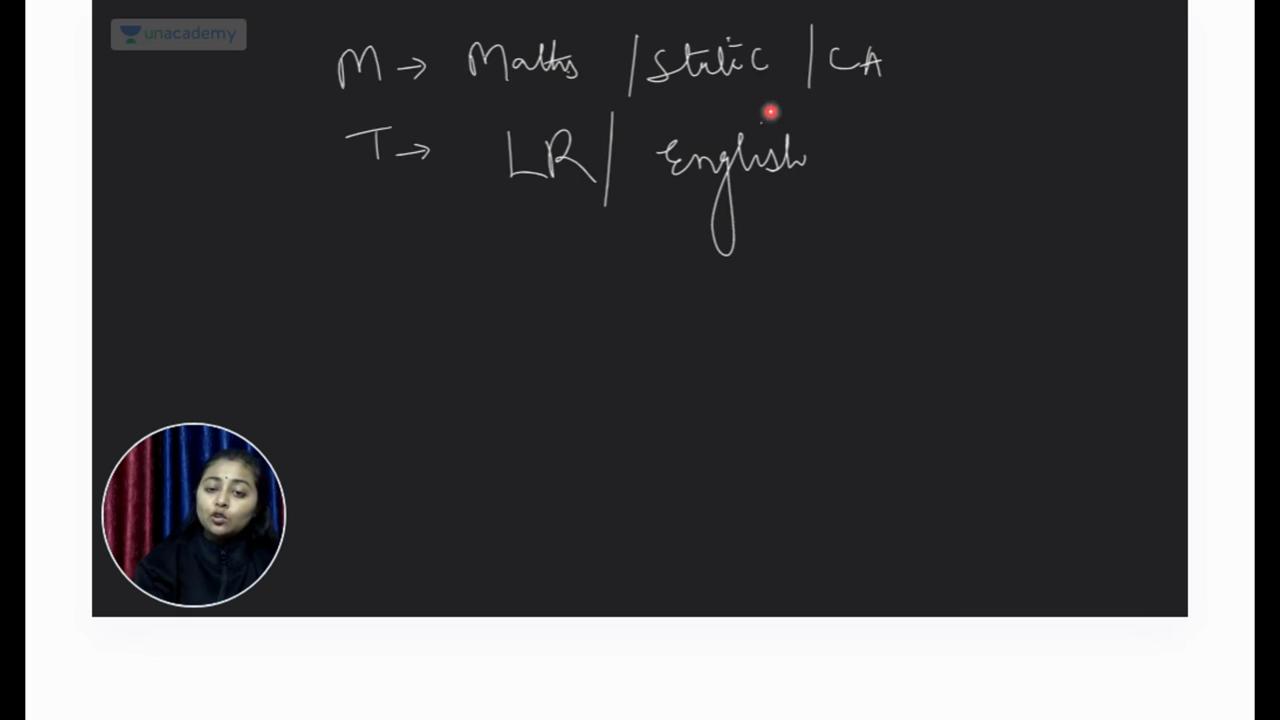 unacademy
M → Maths / Static / CA
T → LR / English